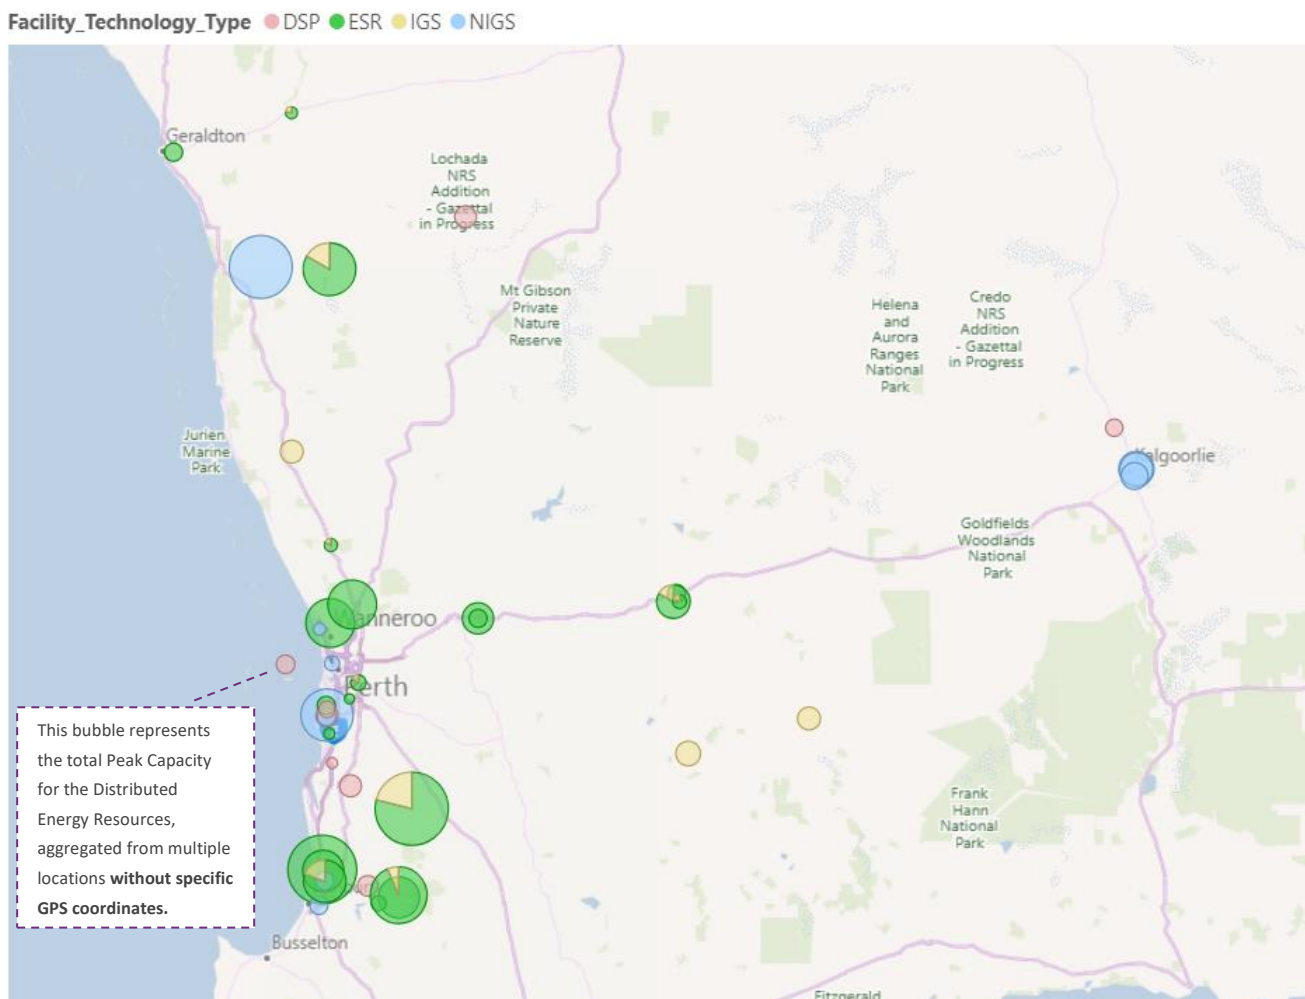 Facility_Technology_Type DSP ESR IGS NIGS
Geraldton
Lochada
NRS
Addition
- Gazettal
in Progress
Mt Gibson
Private
Nature
Reserve
Helena
and
Aurora
Ranges
National
Park
Credo
NRS
Addition
- Gazettal
in Progress
Jurien
Marine
Park
Kalgoorlie
Goldfields
Woodlands
National
Park
Wanneroo
Perth
This bubble represents
the total Peak Capacity
for the Distributed
Energy Resources,
aggregated from multiple
locations without specific
GPS coordinates.
Frank
Hann
National
Park
Busselton
Fitzgerald